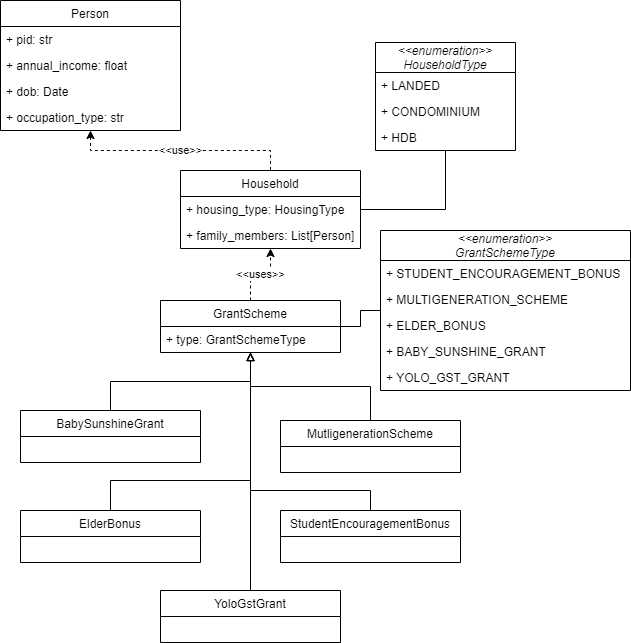 Person
+ pid: str
+ annual_income: float
+ dob: Date
+ occupation_type: str
<<enumeration>>
HouseholdType
+ LANDED
+ CONDOMINIUM
+ HDB
<<use>>
Household
+ housing_type: HousingType
+ family_members: List[Person]
<<enumeration>>
GrantSchemeType
+ STUDENT_ENCOURAGEMENT_BONUS
+ MULTIGENERATION_SCHEME
+ ELDER_BONUS
+ BABY_SUNSHINE_GRANT
+ YOLO_GST_GRANT
<<uses>>
GrantScheme
+ type: GrantSchemeType
BabySunshineGrant
MutligenerationScheme
ElderBonus
StudentEncouragementBonus
YoloGstGrant